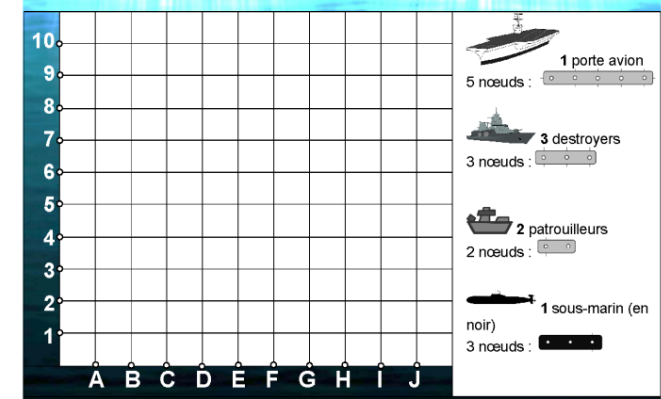 10
9
8
7
6
5
4
3
2
1
A B C D E F G H I J
1 porte avion
5 nœuds :
3 destroyers
3 nœuds :
2 patrouilleurs
2 nœuds :
1 sous-marin (en
noir)
3 nœuds :